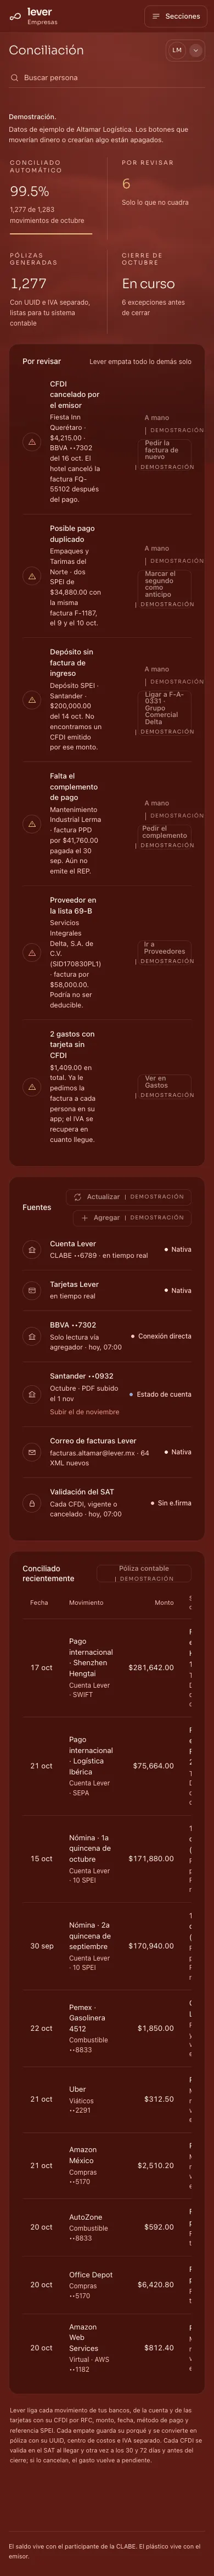 lever
Empresas
Secciones
Conciliación
LM
Buscar persona
Demostración.
Datos de ejemplo de Altamar Logística. Los botones que
moverían dinero o crearían algo están apagados.
CONCILIADO
AUTOMÁTICO
99.5%
1,277 de 1,283
movimientos de octubre
POR REVISAR
6
Solo lo que no cuadra
PÓLIZAS
GENERADAS
1,277
Con UUID e IVA separado,
listas para tu sistema
contable
CIERRE DE
OCTUBRE
En curso
6 excepciones antes
de cerrar
Por revisar
Lever empata todo lo demás solo
CFDI
cancelado por
el emisor
Fiesta Inn
Querétaro ·
$4,215.00 ·
BBVA ··7302
del 16 oct. El
hotel canceló la
factura FQ-
55102 después
del pago.
A mano
DEMOSTRACIÓN
Pedir la
factura de
nuevo
DEMOSTRACIÓN
Posible pago
duplicado
Empaques y
Tarimas del
Norte · dos
SPEI de
$34,880.00 con
la misma
factura F-1187,
el 9 y el 10 oct.
A mano
DEMOSTRACIÓN
Marcar el
segundo
como
anticipo
DEMOSTRACIÓN
Depósito sin
factura de
ingreso
Depósito SPEI ·
Santander ·
$200,000.00
del 14 oct. No
encontramos un
CFDI emitido
por ese monto.
A mano
DEMOSTRACIÓN
Ligar a F-A-
0331 ·
Grupo
Comercial
Delta
DEMOSTRACIÓN
Falta el
complemento
de pago
Mantenimiento
Industrial Lerma
· factura PPD
por $41,760.00
pagada el 30
sep. Aún no
emite el REP.
A mano
DEMOSTRACIÓN
Pedir el
complemento
DEMOSTRACIÓN
Proveedor en
la lista 69-B
Servicios
Integrales
Delta, S.A. de
C.V.
(SID170830PL1)
· factura por
$58,000.00.
Podría no ser
deducible.
Ir a
Proveedores
DEMOSTRACIÓN
2 gastos con
tarjeta sin
CFDI
$1,409.00 en
total. Ya le
pedimos la
factura a cada
persona en su
app; el IVA se
recupera en
cuanto llegue.
Ver en
Gastos
DEMOSTRACIÓN
Fuentes
Actualizar DEMOSTRACIÓN
Agregar DEMOSTRACIÓN
Cuenta Lever
CLABE ··6789 · en tiempo real
Nativa
Tarjetas Lever
en tiempo real
Nativa
BBVA ··7302
Solo lectura vía
agregador · hoy, 07:00
Conexión directa
Santander ··0932
Octubre · PDF subido
el 1 nov
Subir el de noviembre
Estado de cuenta
Correo de facturas Lever
facturas.altamar@lever.mx · 64
XML nuevos
Nativa
Validación del SAT
Cada CFDI, vigente o
cancelado · hoy, 07:00
Sin e.firma
Conciliado
recientemente
Póliza contable
DEMOSTRACIÓN
Fecha Movimiento Monto
17 oct
Pago
internacional
· Shenzhen
Hengtai
Cuenta Lever
· SWIFT
$281,642.00
21 oct
Pago
internacional
· Logística
Ibérica
Cuenta Lever
· SEPA
$75,664.00
15 oct
Nómina · 1a
quincena de
octubre
Cuenta Lever
· 10 SPEI
$171,880.00
30 sep
Nómina · 2a
quincena de
septiembre
Cuenta Lever
· 10 SPEI
$170,940.00
22 oct
Pemex ·
Gasolinera
4512
Combustible
··8833
$1,850.00
21 oct
Uber
Viáticos
··2291
$312.50
21 oct
Amazon
México
Compras
··5170
$2,510.20
20 oct
AutoZone
Combustible
··8833
$592.00
20 oct
Office Depot
Compras
··5170
$6,420.80
20 oct
Amazon
Web
Services
Virtual · AWS
··1182
$812.40
Lever liga cada movimiento de tus bancos, de la cuenta y de las
tarjetas con su CFDI por RFC, monto, fecha, método de pago y
referencia SPEI. Cada empate guarda su porqué y se convierte en
póliza con su UUID, centro de costos e IVA separado. Cada CFDI se
valida en el SAT al llegar y otra vez a los 30 y 72 días y antes del
cierre; si lo cancelan, el gasto vuelve a pendiente.
El saldo vive con el participante de la CLABE. El plástico vive con el
emisor.